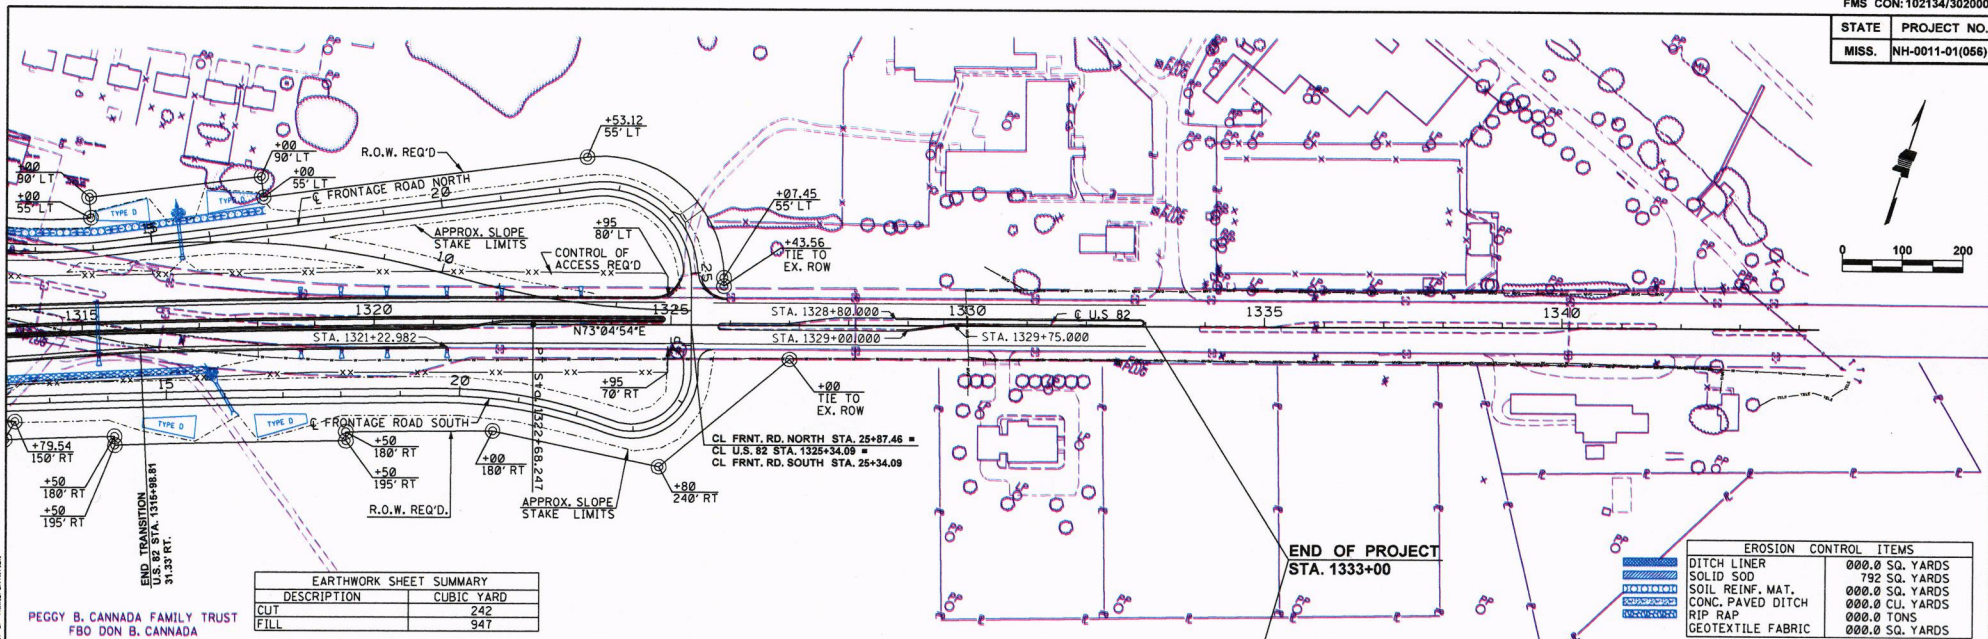 FMS CON: 102134/302000
STATE PROJECT NO.
MISS. NH-0011-01(056)
+53.12
55' LT
R.O.W. REQ'D
+00
90' LT
+00
55' LT
+00
90' LT
+00
55' LT
TYPE D
TYPE D
℄ FRONTAGE ROAD NORTH
15
20
25
+07.45
55' LT
+95
80' LT
APPROX. SLOPE
STAKE LIMITS
10
CONTROL OF
ACCESS REQ'D
+43.56
TIE TO
EX. ROW
FIRE
PLUG
FIRE
PLUG
MH
0 100 200
1315
1320
1325
1330
1335
1340
N73°04'54"E
STA. 1328+80.000
℄ U.S 82
STA. 1321+22.982
STA. 1329+00.000
STA. 1329+75.000
P.I. Sta. 1322+68.247
+95
70' RT
+00
TIE TO
EX. ROW
PLUG
15
20
TYPE D
TYPE D
℄ FRONTAGE ROAD SOUTH
+79.54
150' RT
+50
180' RT
+50
195' RT
+50
180' RT
+50
195' RT
+00
180' RT
+80
240' RT
R.O.W. REQ'D.
APPROX. SLOPE
STAKE LIMITS
CL FRNT. RD. NORTH STA. 25+87.46 =
CL U.S. 82 STA. 1325+34.09 =
CL FRNT. RD. SOUTH STA. 25+34.09
END TRANSITION
U.S. 82 STA. 1315+98.81
31.33' RT.
END OF PROJECT
STA. 1333+00
PEGGY B. CANNADA FAMILY TRUST
FBO DON B. CANNADA
EARTHWORK SHEET SUMMARY
DESCRIPTION CUBIC YARD
CUT 242
FILL 947
EROSION CONTROL ITEMS
DITCH LINER 000.0 SQ. YARDS
SOLID SOD 792 SQ. YARDS
SOIL REINF. MAT. 000.0 SQ. YARDS
CONC. PAVED DITCH 000.0 CU. YARDS
RIP RAP 000.0 TONS
GEOTEXTILE FABRIC 000.0 SQ. YARDS